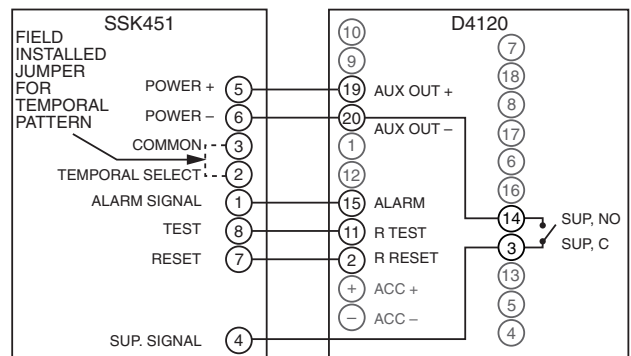 SSK451
D4120
FIELD
INSTALLED
JUMPER
FOR
TEMPORAL
PATTERN
10
9
7
18
POWER + 5
19 AUX OUT +
8
POWER – 6
20 AUX OUT –
17
COMMON 3
1
6
TEMPORAL SELECT 2
12
16
ALARM SIGNAL 1
15 ALARM
14 SUP, NO
TEST 8
11 R TEST
3 SUP, C
RESET 7
2 R RESET
13
+ ACC +
5
– ACC –
4
SUP. SIGNAL 4